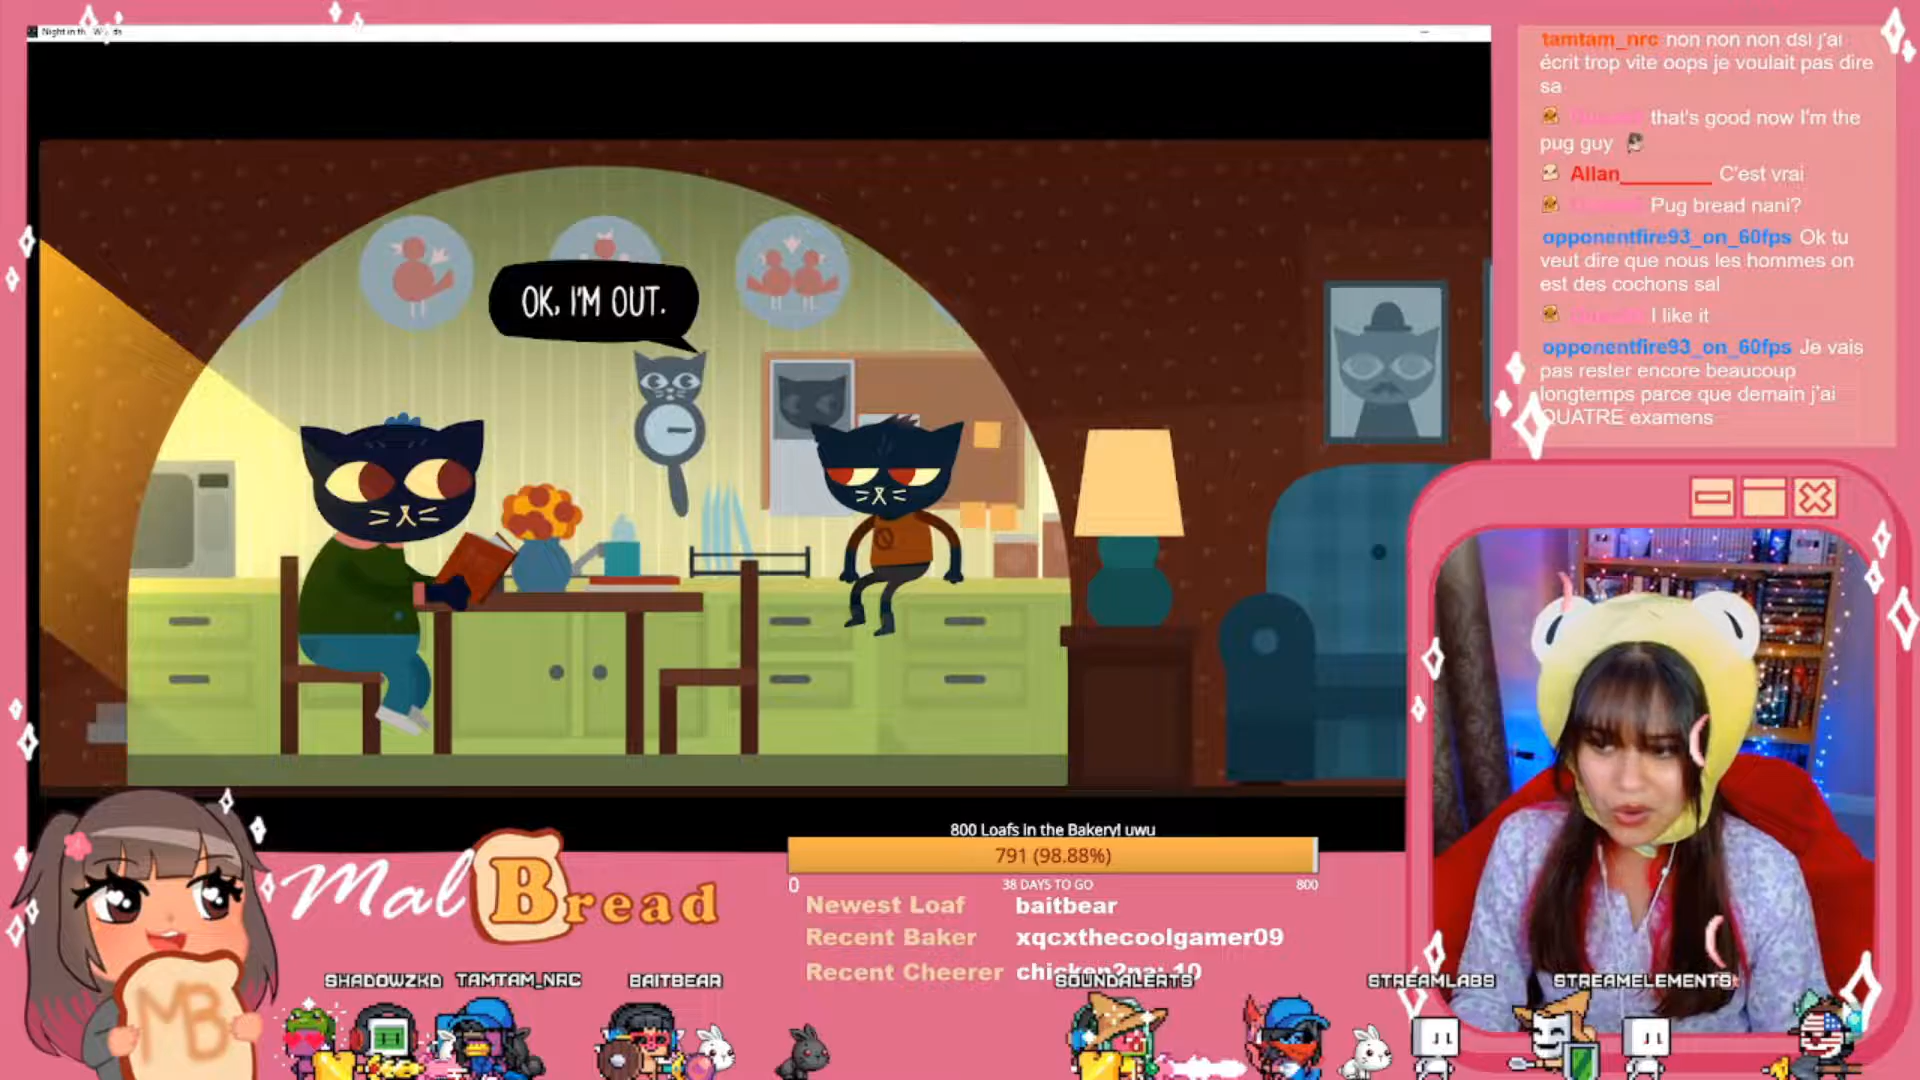 tamtam_nrc non non non dsl j'ai
écrit trop vite oops je voulait pas dire
sa
that's good now I'm the
pug guy
Allan________ C'est vrai
Pug bread nani?
opponentfire93_on_60fps Ok tu
veut dire que nous les hommes on
est des cochons sal
I like it
opponentfire93_on_60fps Je vais
pas rester encore beaucoup
longtemps parce que demain j'ai
QUATRE examens
OK, I'M OUT.
Mal Bread
MB
800 Loafs in the Bakery! uwu
791 (98.88%)
0 38 DAYS TO GO 800
Newest Loaf baitbear
Recent Baker xqcxthecoolgamer09
Recent Cheerer 10
SHADOWZKD TAMTAM_NRC BAITBEAR SOUNDALERTS STREAMLABS STREAMELEMENTS